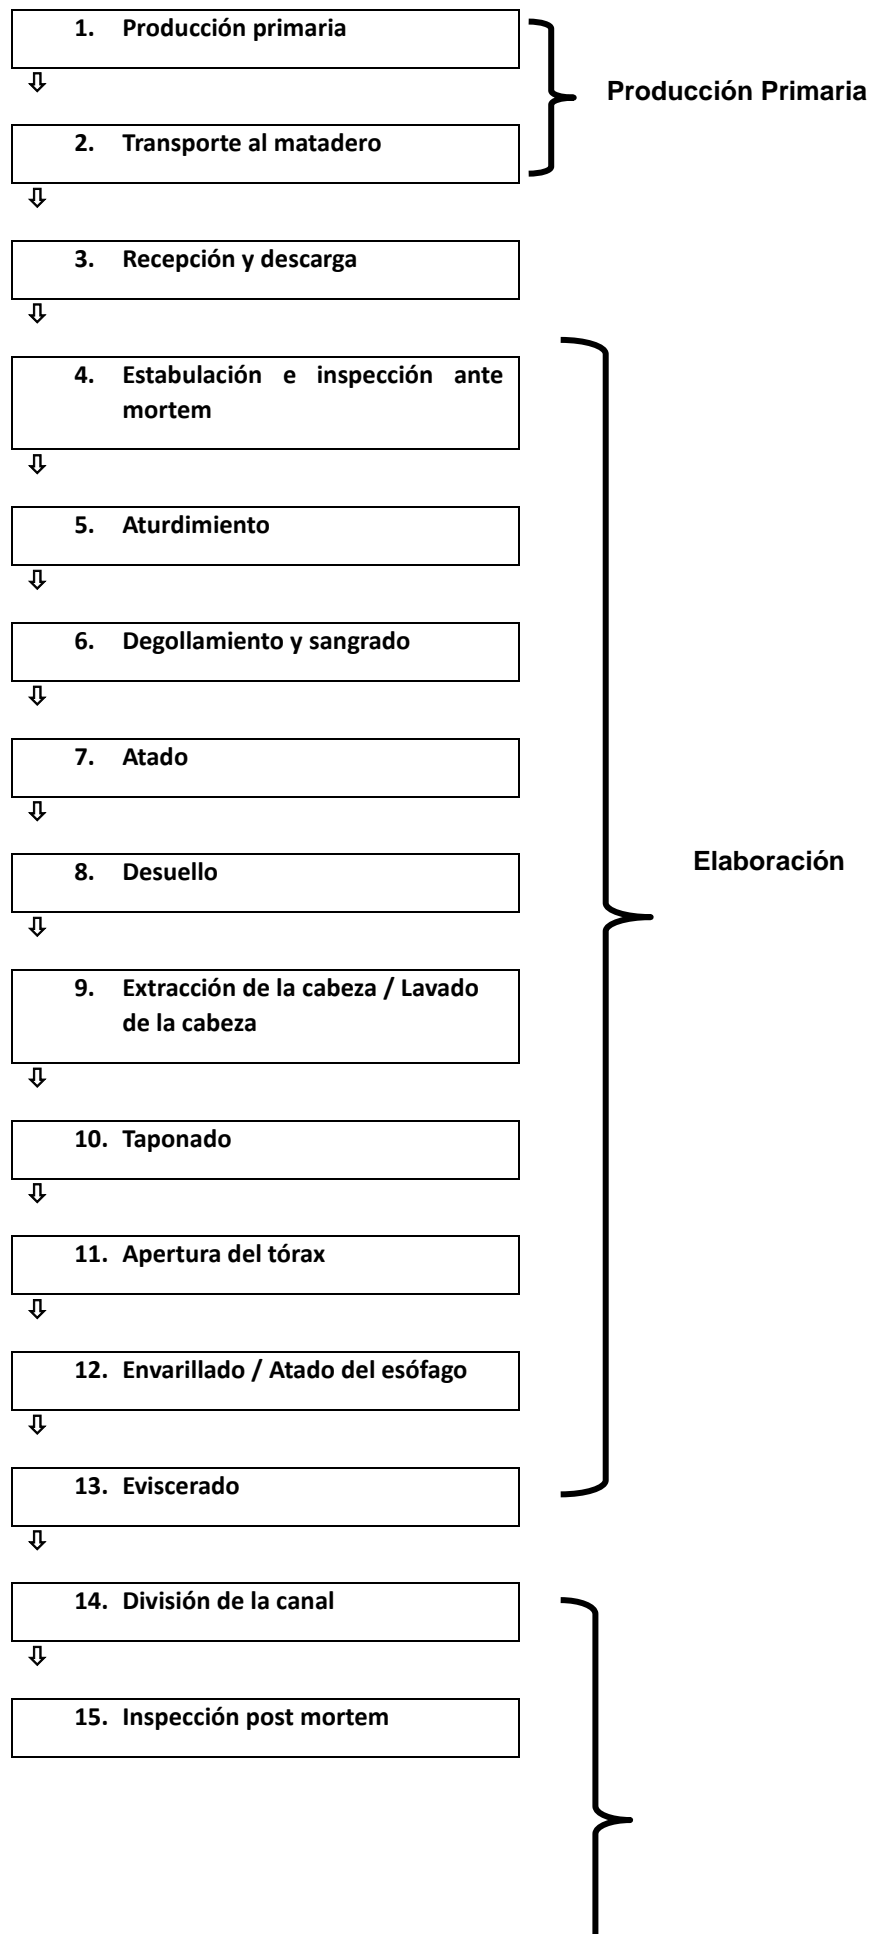 1. Producción primaria
Producción Primaria
2. Transporte al matadero
3. Recepción y descarga
4. Estabulación e inspección ante
mortem
5. Aturdimiento
6. Degollamiento y sangrado
7. Atado
8. Desuello
Elaboración
9. Extracción de la cabeza / Lavado
de la cabeza
10. Taponado
11. Apertura del tórax
12. Envarillado / Atado del esófago
13. Eviscerado
14. División de la canal
15. Inspección post mortem